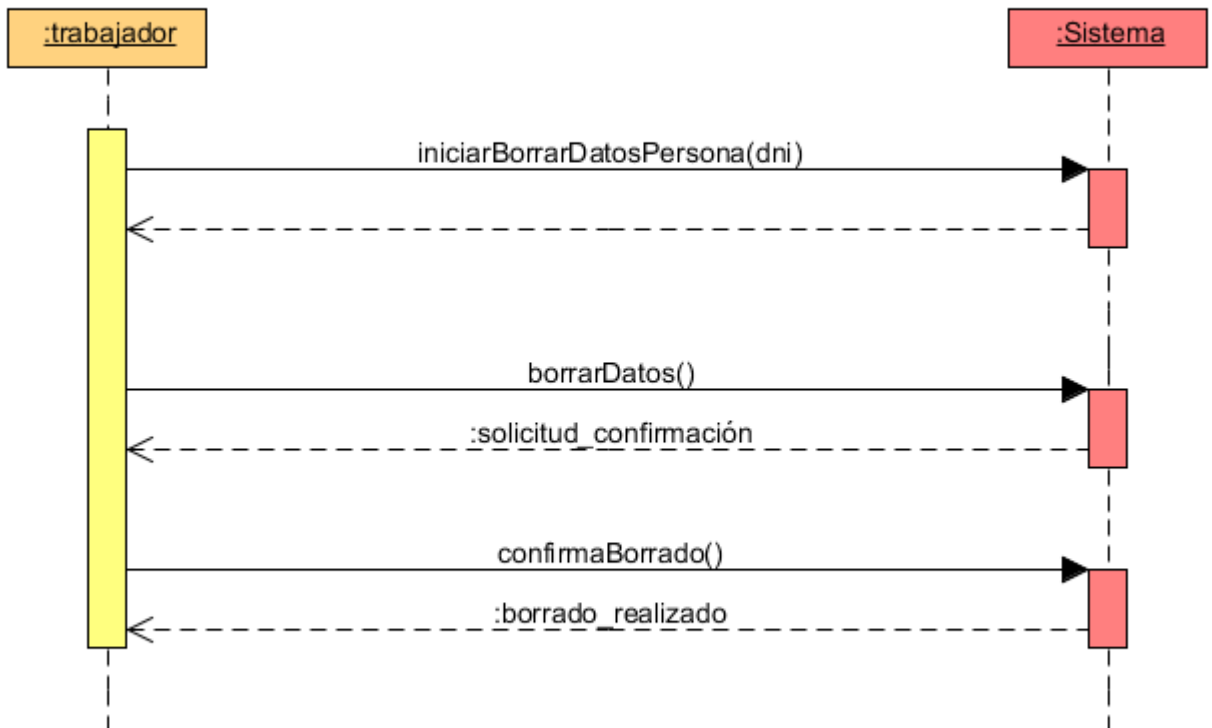 :trabajador
:Sistema
iniciarBorrarDatosPersona(dni)
borrarDatos()
:solicitud_confirmación
confirmaBorrado()
:borrado_realizado